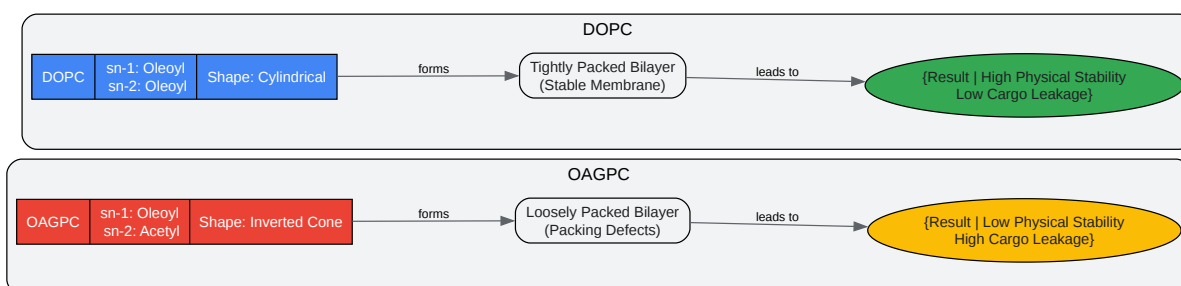 DOPC
DOPC
sn-1: Oleoyl
sn-2: Oleoyl
Shape: Cylindrical
forms
Tightly Packed Bilayer
(Stable Membrane)
leads to
{Result | High Physical Stability
Low Cargo Leakage}
OAGPC
OAGPC
sn-1: Oleoyl
sn-2: Acetyl
Shape: Inverted Cone
forms
Loosely Packed Bilayer
(Packing Defects)
leads to
{Result | Low Physical Stability
High Cargo Leakage}